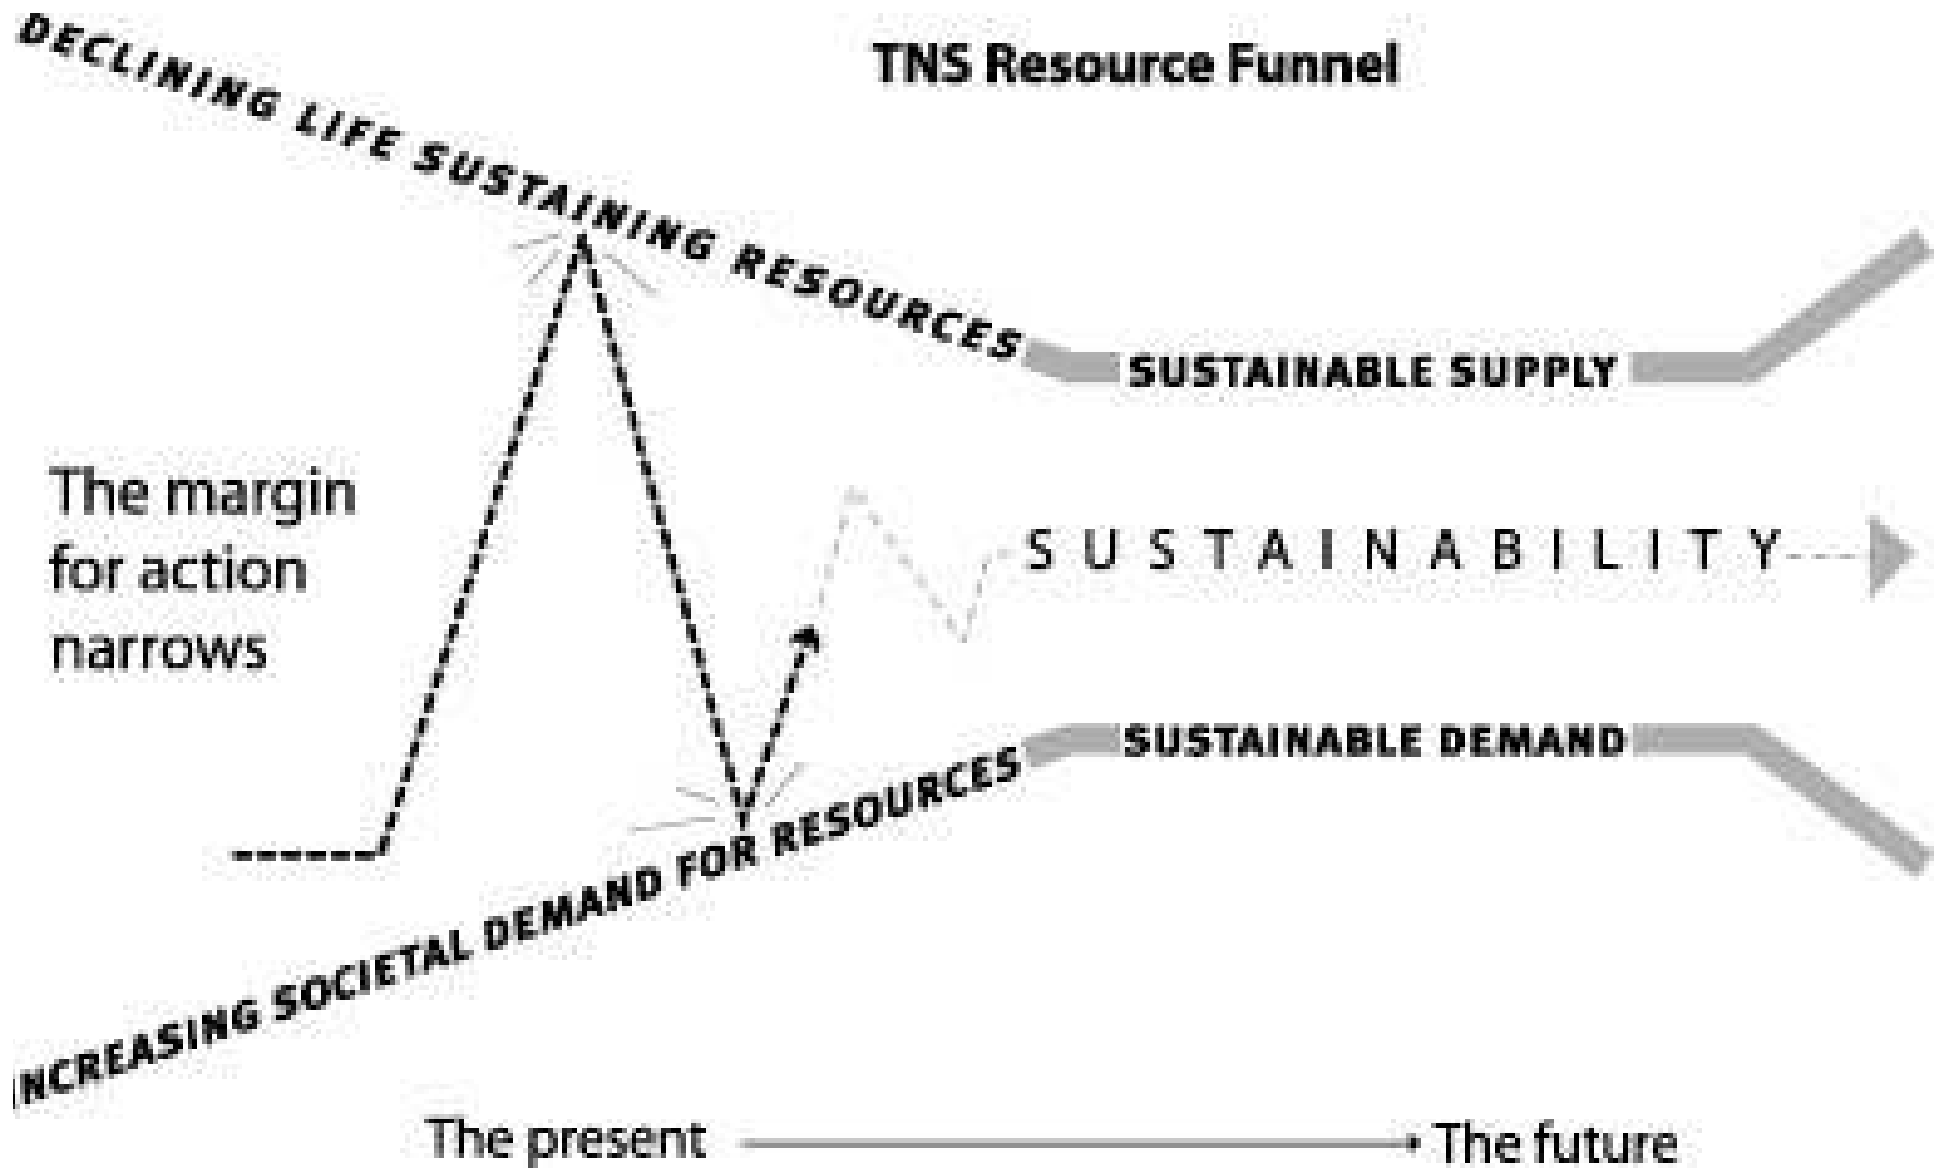 TNS Resource Funnel
DECLINING LIFE SUSTAINING RESOURCES
SUSTAINABLE SUPPLY
The margin
for action
narrows
SUSTAINABILITY
SUSTAINABLE DEMAND
INCREASING SOCIETAL DEMAND FOR RESOURCES
The present
The future